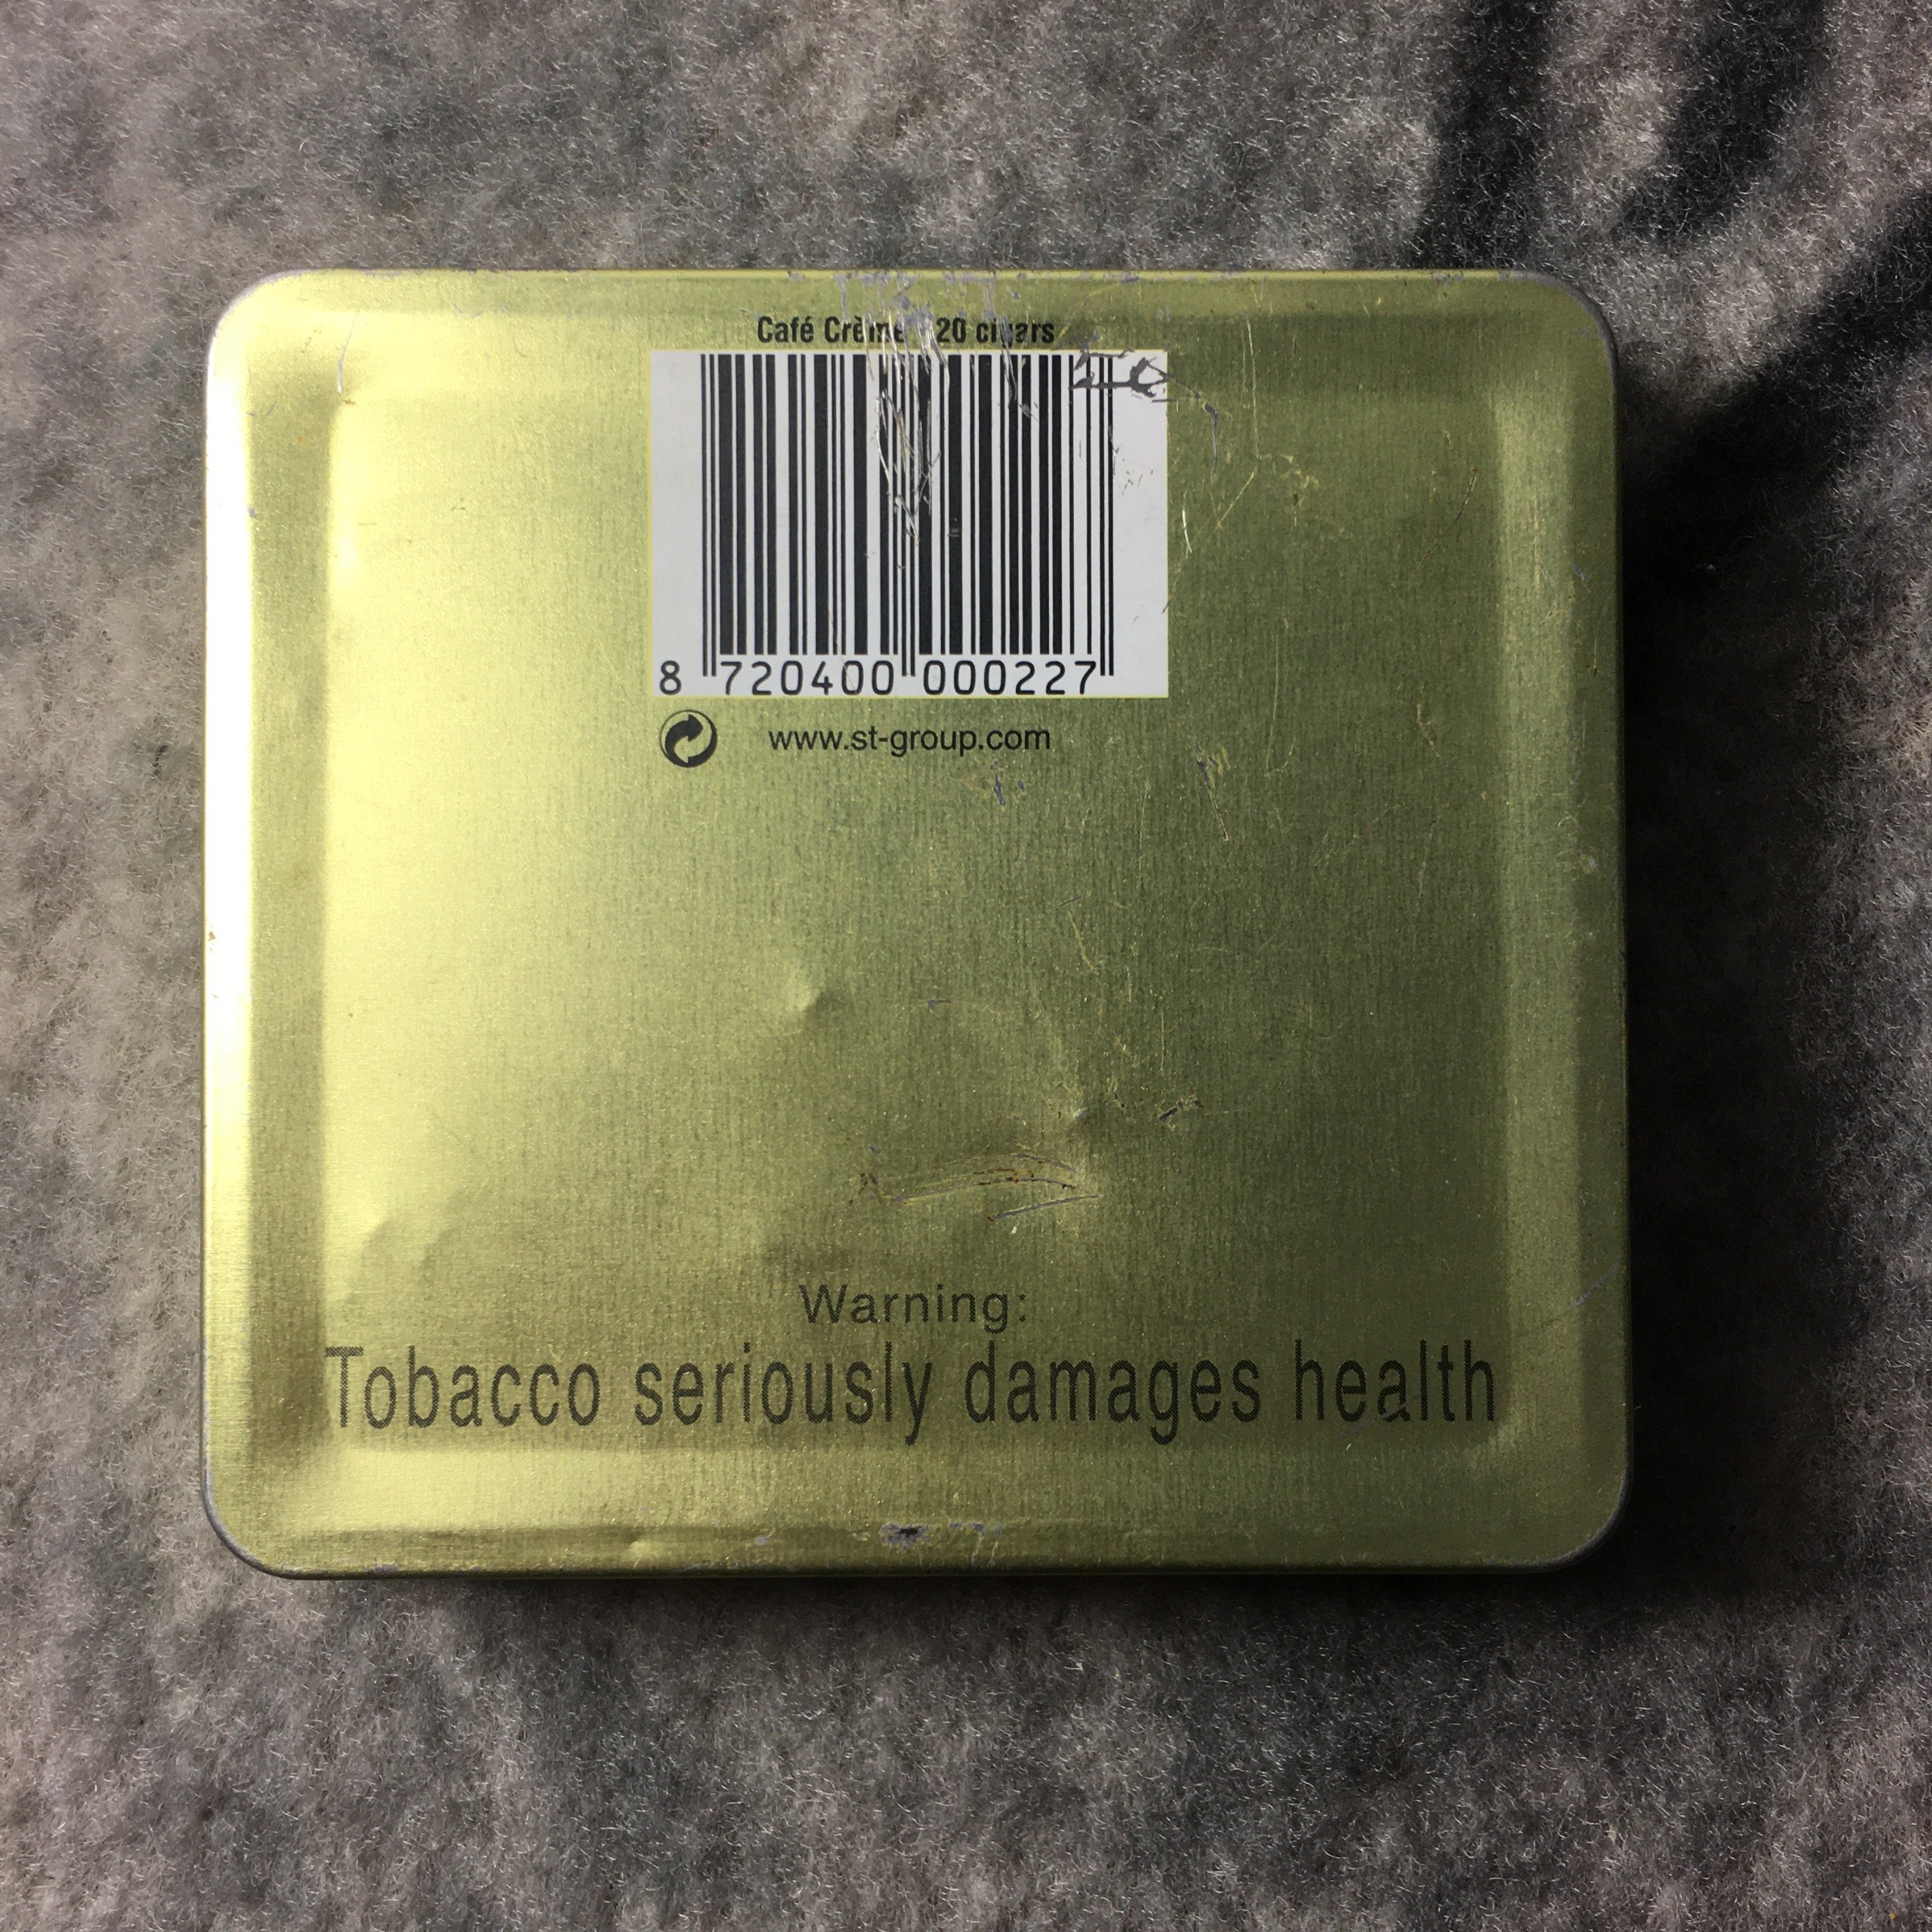 Café Crème 20 cigars
8 720400 000227
www.st-group.com
Warning:
Tobacco seriously damages health